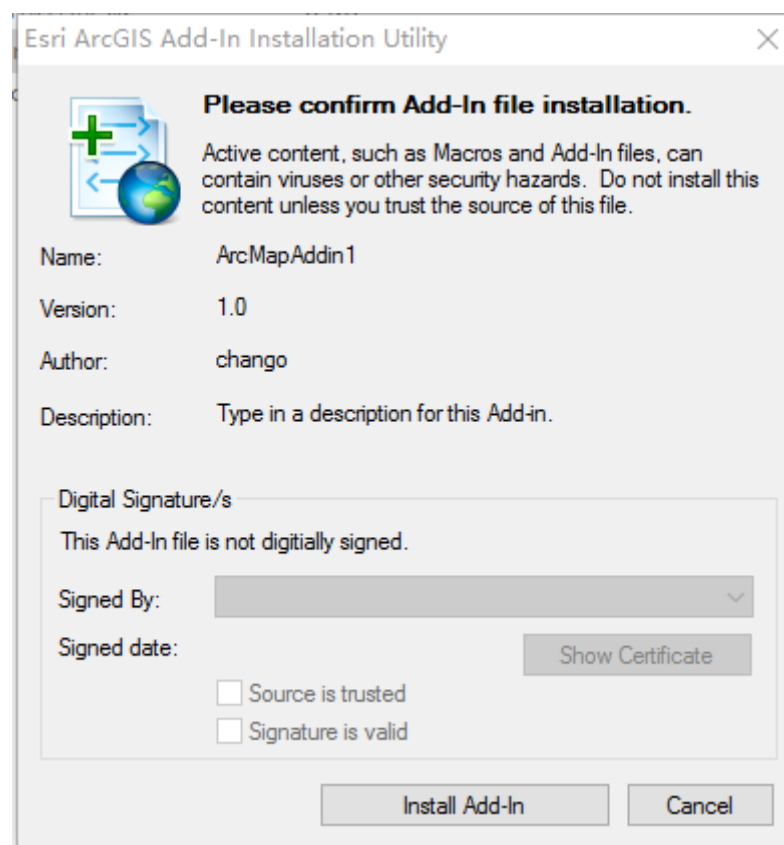 Esri ArcGIS Add-In Installation Utility
Please confirm Add-In file installation.
Active content, such as Macros and Add-In files, can
contain viruses or other security hazards.  Do not install this
content unless you trust the source of this file.
Name: ArcMapAddin1
Version: 1.0
Author: chango
Description: Type in a description for this Add-in.
Digital Signature/s
This Add-In file is not digitially signed.
Signed By:
Signed date:
Show Certificate
Source is trusted
Signature is valid
Install Add-In Cancel